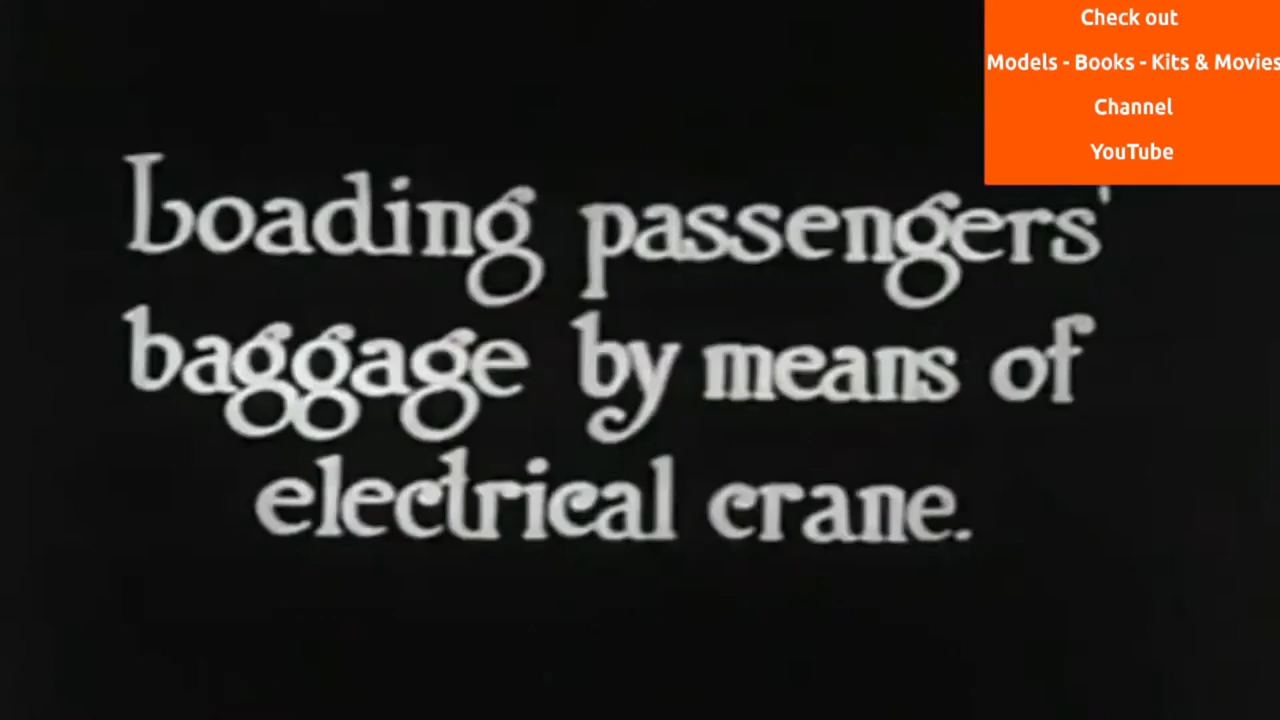 Check out
Models - Books - Kits & Movies
Channel
YouTube
Loading passengers'
baggage by means of
electrical crane.